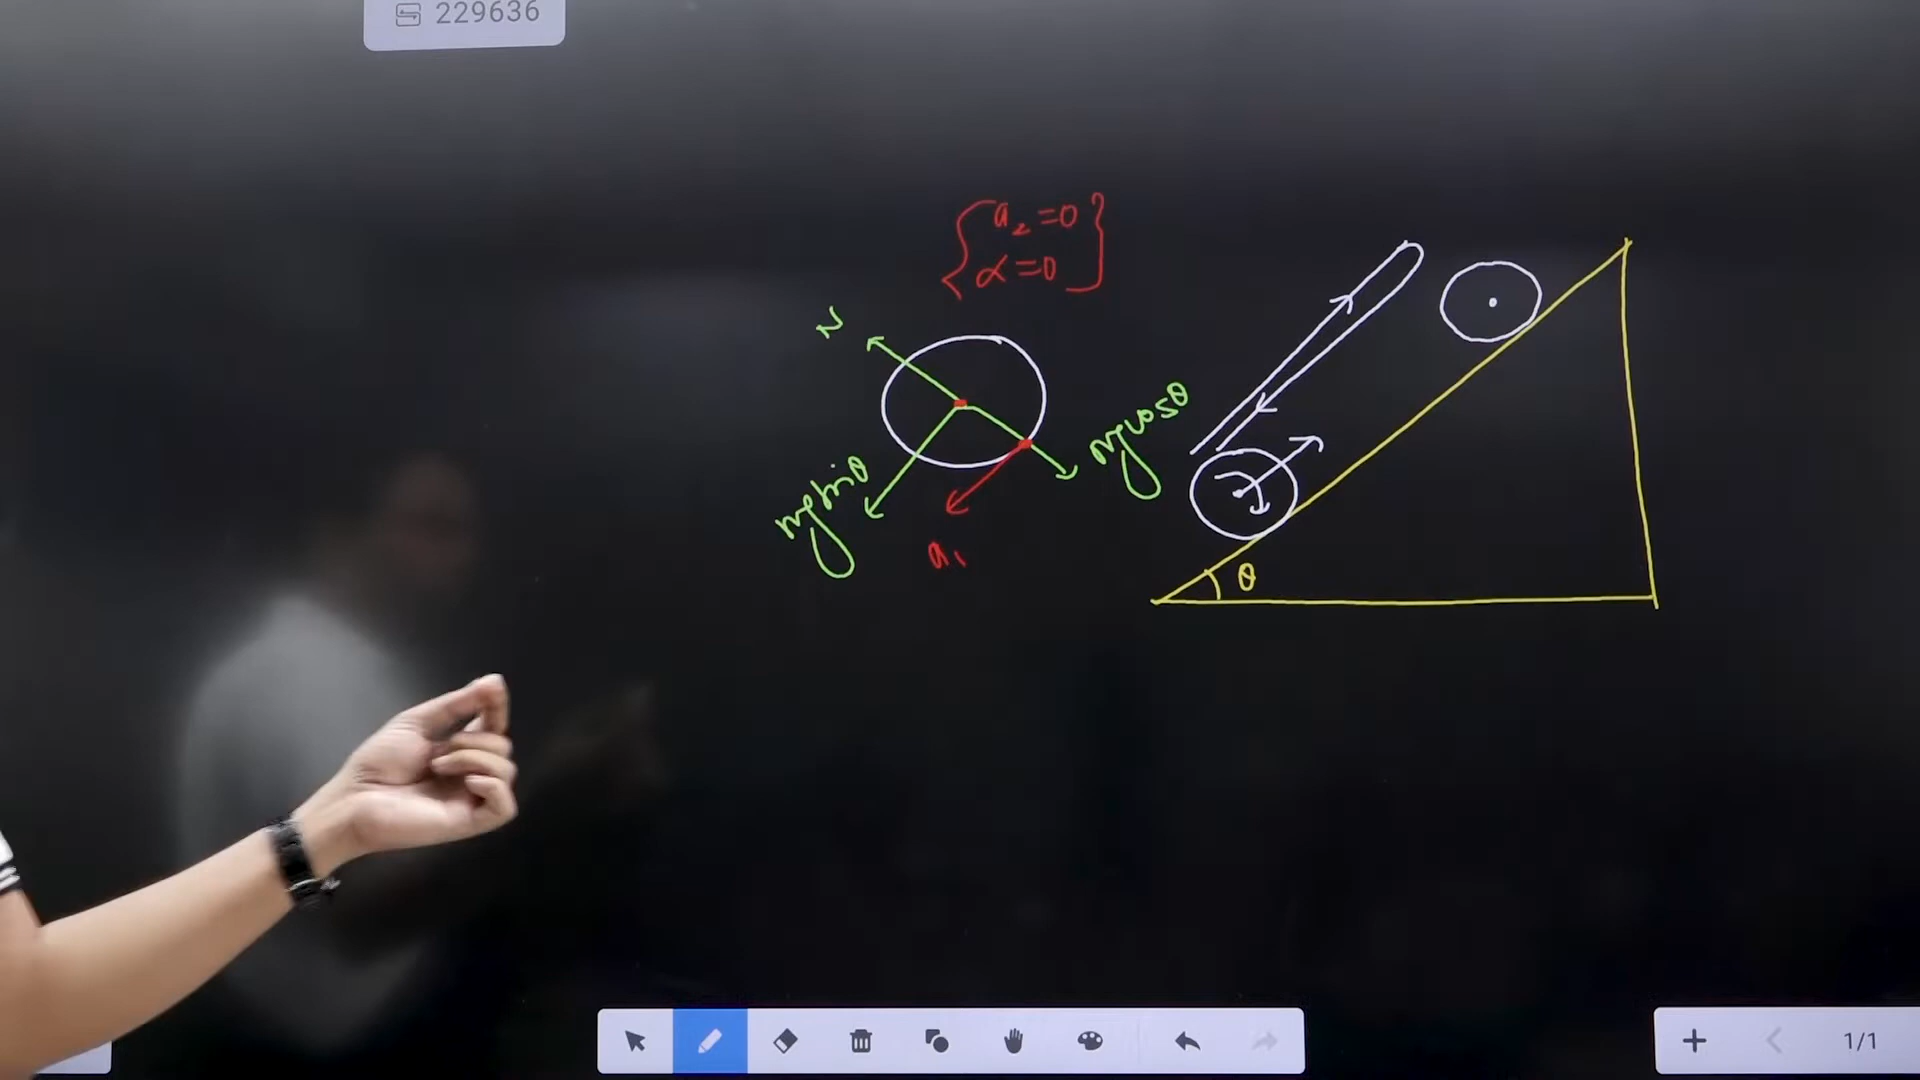 229636
a₂ = 0
α = 0
N
mg cosθ
mg sinθ
a₁
θ
1/1